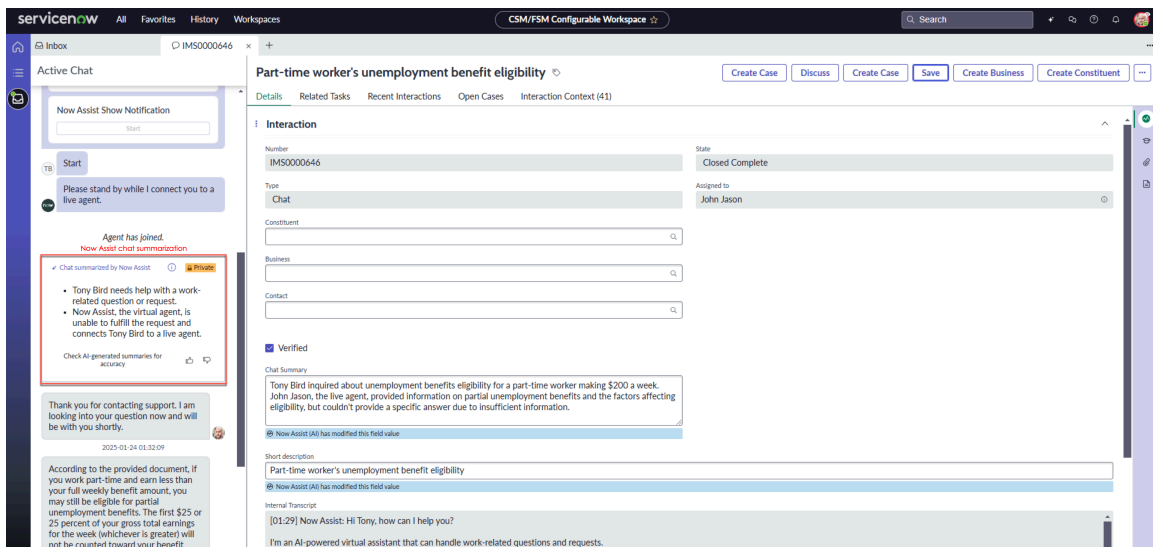 servicenow All Favorites History Workspaces CSM/FSM Configurable Workspace ☆ Search
Inbox IMS0000646 × +
Active Chat
Now Assist Show Notification
Start
TB Start
Please stand by while I connect you to a
live agent.
now
Agent has joined.
Now Assist chat summarization
Chat summarized by Now Assist Private
• Tony Bird needs help with a work-
related question or request.
• Now Assist, the virtual agent, is
unable to fulfill the request and
connects Tony Bird to a live agent.
Check AI-generated summaries for
accuracy
Thank you for contacting support. I am
looking into your question now and will
be with you shortly.
2025-01-24 01:32:09
According to the provided document, if
you work part-time and earn less than
your full weekly benefit amount, you
may still be eligible for partial
unemployment benefits. The first $25 or
25 percent of your gross total earnings
for the week (whichever is greater) will
not be counted toward your benefit
Part-time worker's unemployment benefit eligibility
Create Case Discuss Create Case Save Create Business Create Constituent ...
Details Related Tasks Recent Interactions Open Cases Interaction Context (41)
Interaction
Number
IMS0000646
State
Closed Complete
Type
Chat
Assigned to
John Jason
Constituent
Business
Contact
Verified
Chat Summary
Tony Bird inquired about unemployment benefits eligibility for a part-time worker making $200 a week.
John Jason, the live agent, provided information on partial unemployment benefits and the factors affecting
eligibility, but couldn't provide a specific answer due to insufficient information.
Now Assist (AI) has modified this field value
Short description
Part-time worker's unemployment benefit eligibility
Now Assist (AI) has modified this field value
Internal Transcript
[01:29] Now Assist: Hi Tony, how can I help you?
I'm an AI-powered virtual assistant that can handle work-related questions and requests.